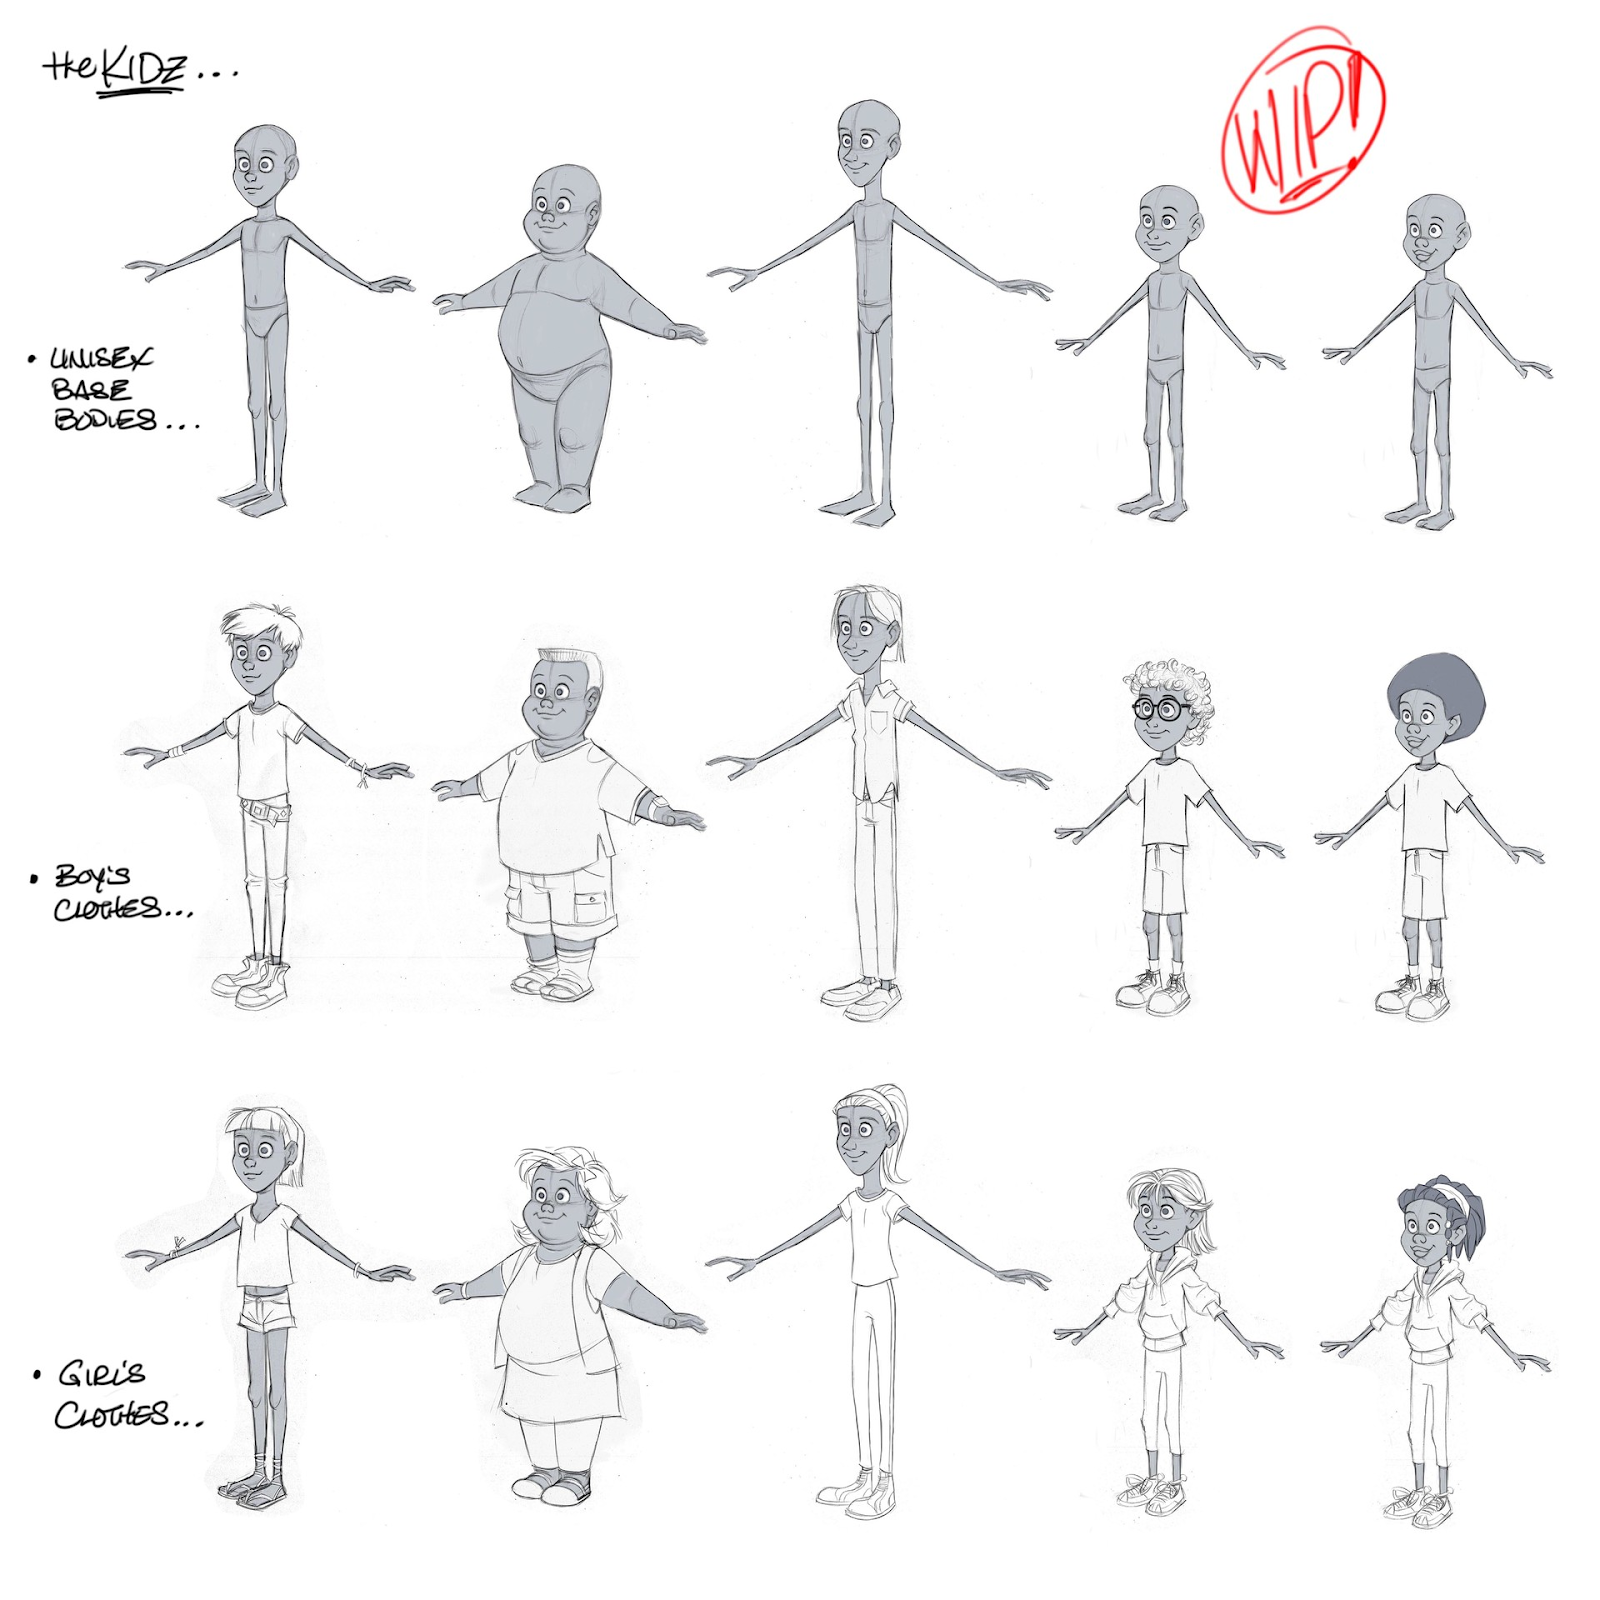 the KIDZ...
WIP!
• UNISEX
BASE
BODIES...
• BOY'S
CLOTHES...
• GIRL'S
CLOTHES...